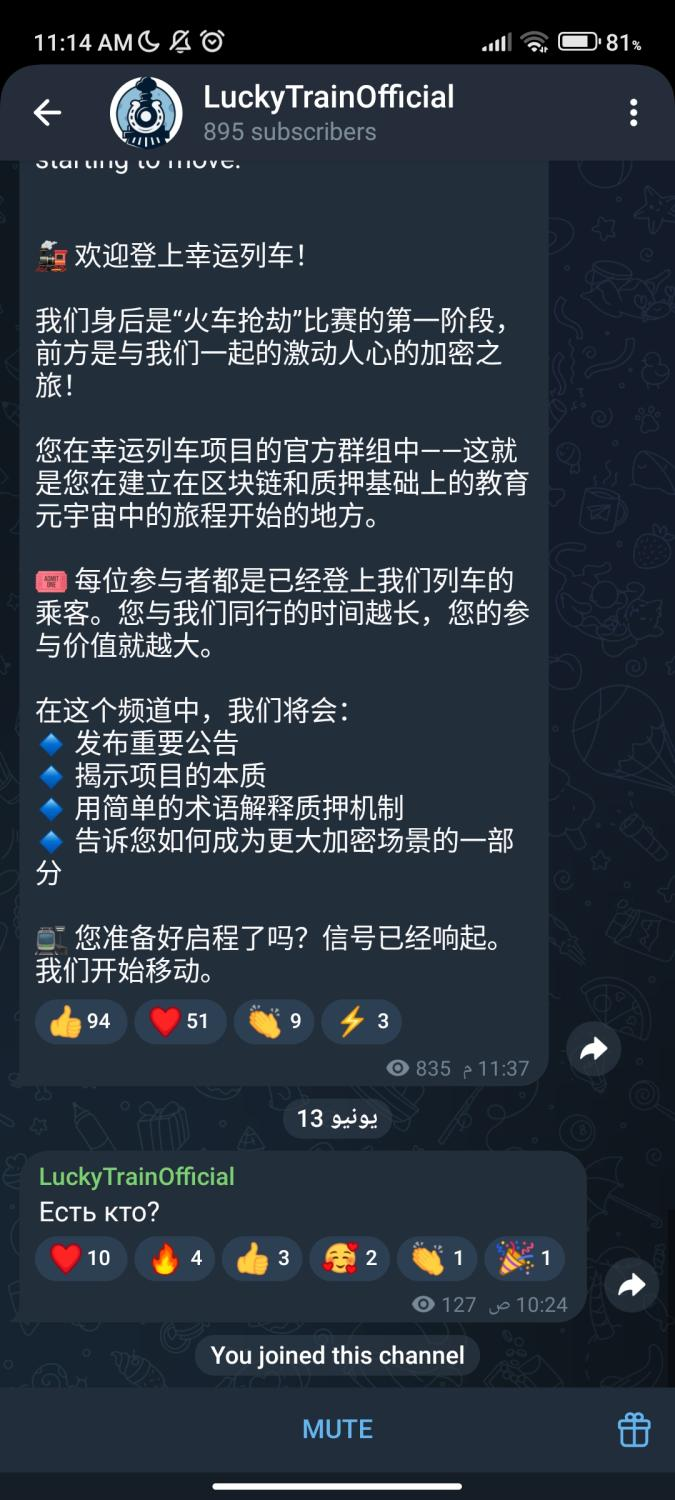 11:14 AM
81%
LuckyTrainOfficial
895 subscribers
starting to move.
🚂 欢迎登上幸运列车！
我们身后是“火车抢劫”比赛的第一阶段，
前方是与我们一起的激动人心的加密之
旅！
您在幸运列车项目的官方群组中——这就
是您在建立在区块链和质押基础上的教育
元宇宙中的旅程开始的地方。
🎟 每位参与者都是已经登上我们列车的
乘客。您与我们同行的时间越长，您的参
与价值就越大。
在这个频道中，我们将会：
🔹 发布重要公告
🔹 揭示项目的本质
🔹 用简单的术语解释质押机制
🔹 告诉您如何成为更大加密场景的一部
分
🚉 您准备好启程了吗？信号已经响起。
我们开始移动。
👍 94 ❤️ 51 👏 9 ⚡ 3
835 11:37 م
13 يونيو
LuckyTrainOfficial
Есть кто?
❤️ 10 🔥 4 👍 3 🥰 2 👏 1 🎉 1
127 10:24 ص
You joined this channel
MUTE